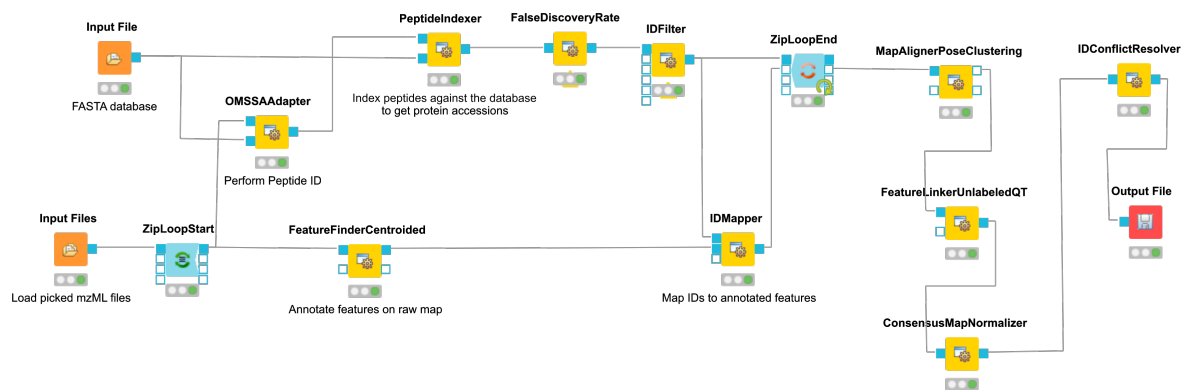 Input File
FASTA database
OMSSAAdapter
Perform Peptide ID
PeptideIndexer
Index peptides against the database
to get protein accessions
FalseDiscoveryRate
IDFilter
ZipLoopEnd
MapAlignerPoseClustering
IDConflictResolver
Input Files
Load picked mzML files
ZipLoopStart
FeatureFinderCentroided
Annotate features on raw map
IDMapper
Map IDs to annotated features
FeatureLinkerUnlabeledQT
Output File
ConsensusMapNormalizer